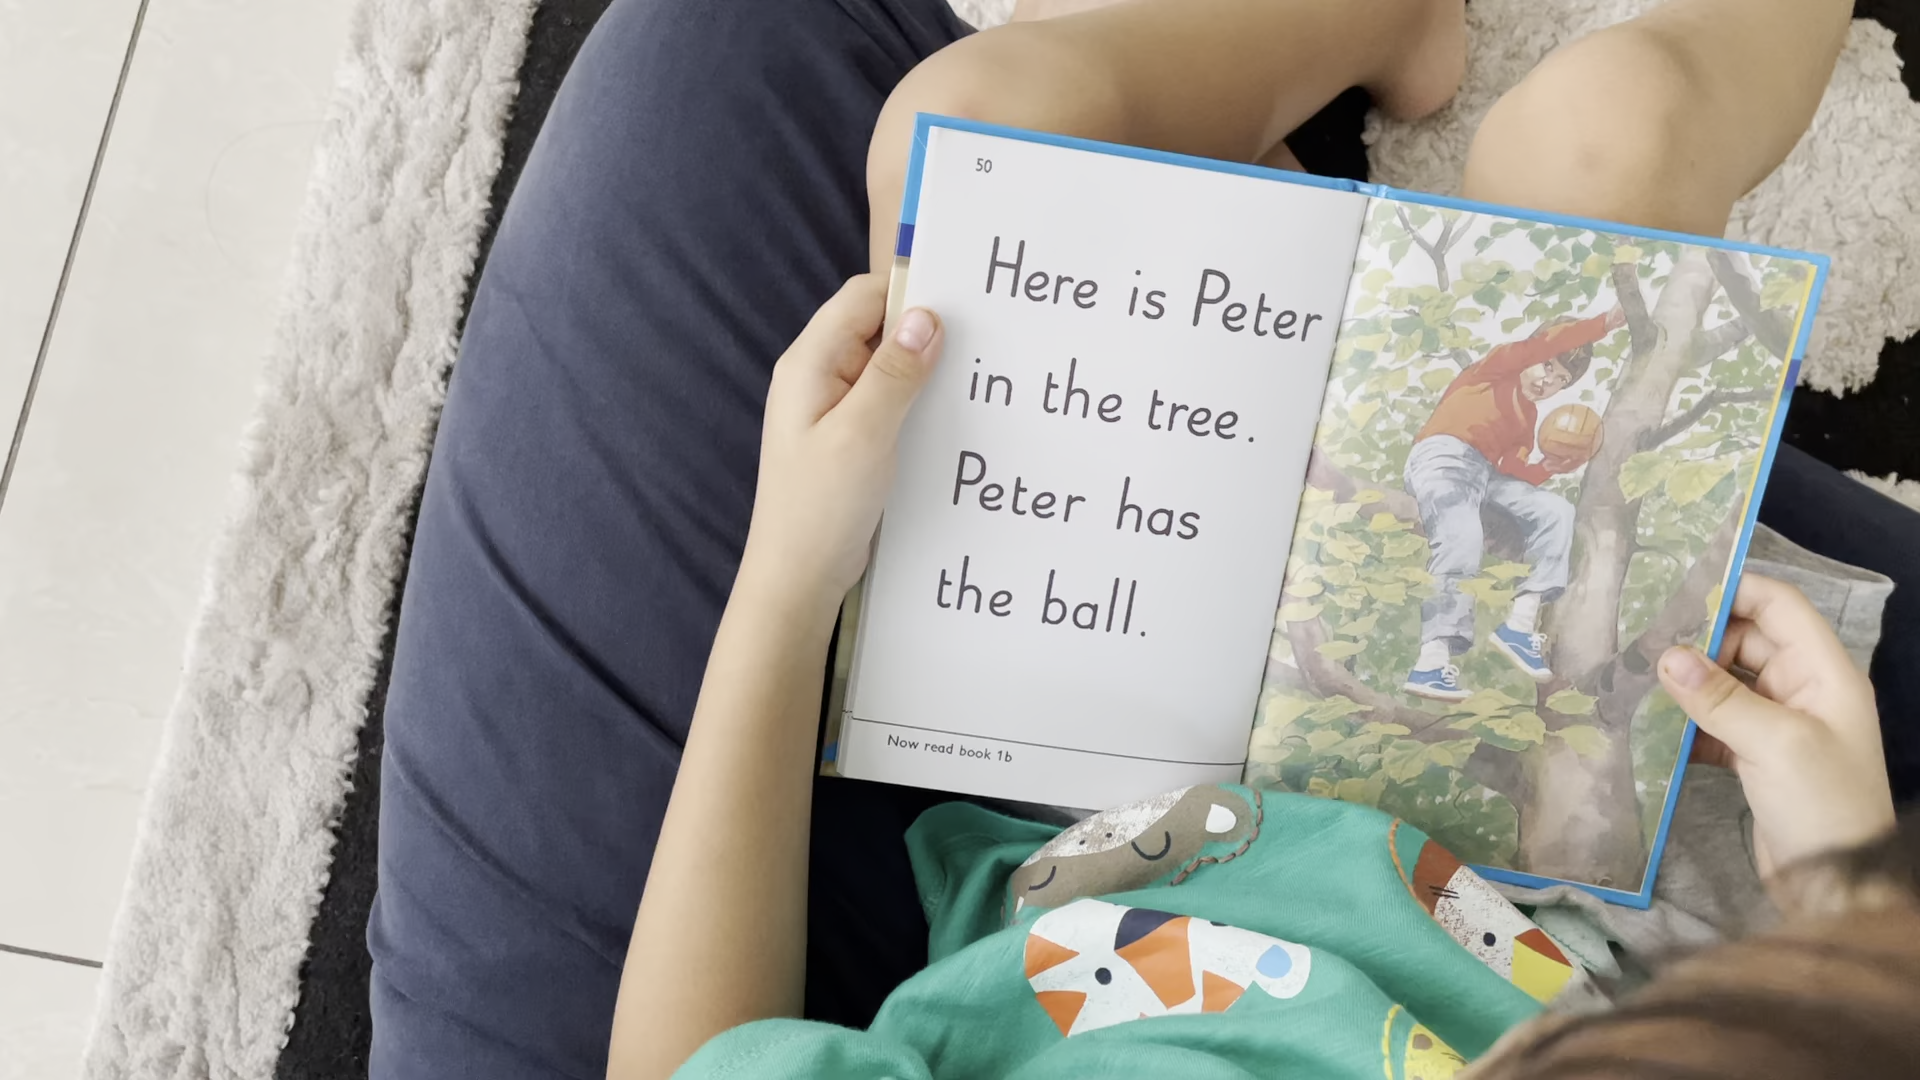 50
Here is Peter
in the tree.
Peter has
the ball.
Now read book 1b